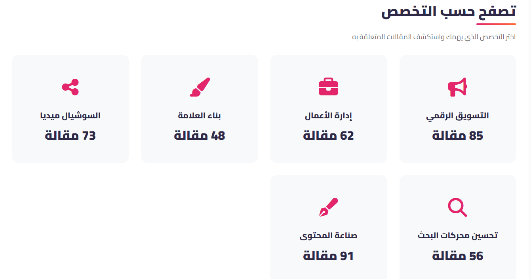 تصفح حسب التخصص
اختر التخصص الذي يهمك واستكشف المقالات المتعلقة به
التسويق الرقمي
85 مقالة
إدارة الأعمال
62 مقالة
بناء العلامة
48 مقالة
السوشيال ميديا
73 مقالة
تحسين محركات البحث
56 مقالة
صناعة المحتوى
91 مقالة